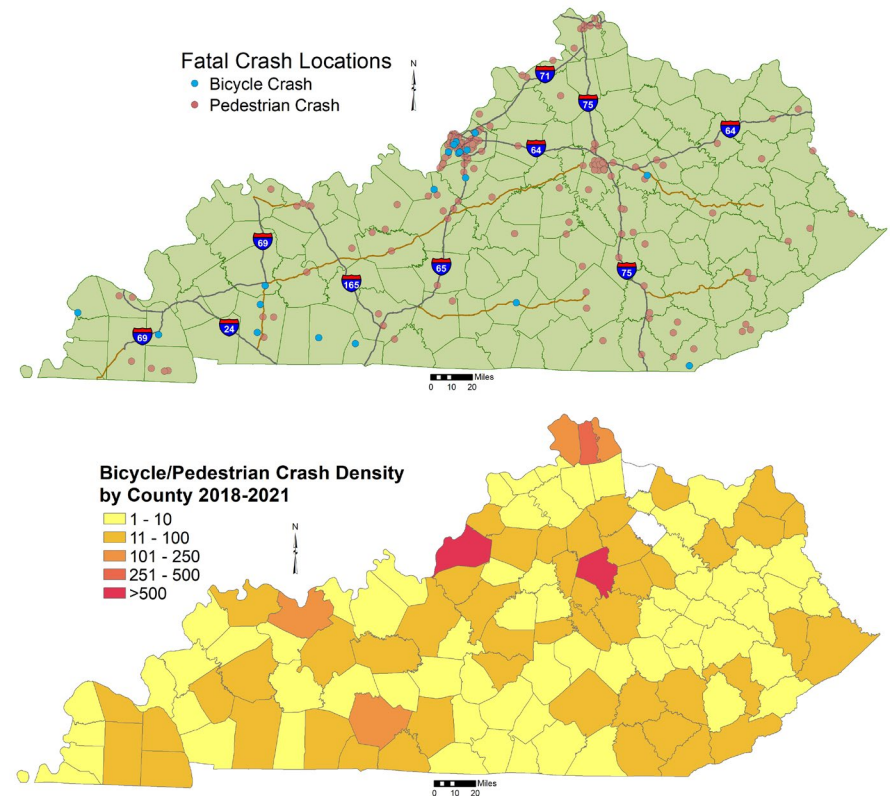 Fatal Crash Locations
Bicycle Crash
Pedestrian Crash
N
71
75
64
64
69
65
75
165
24
69
Miles
0 10 20
Bicycle/Pedestrian Crash Density
by County 2018-2021
1 - 10
11 - 100
101 - 250
251 - 500
>500
N
Miles
0 10 20